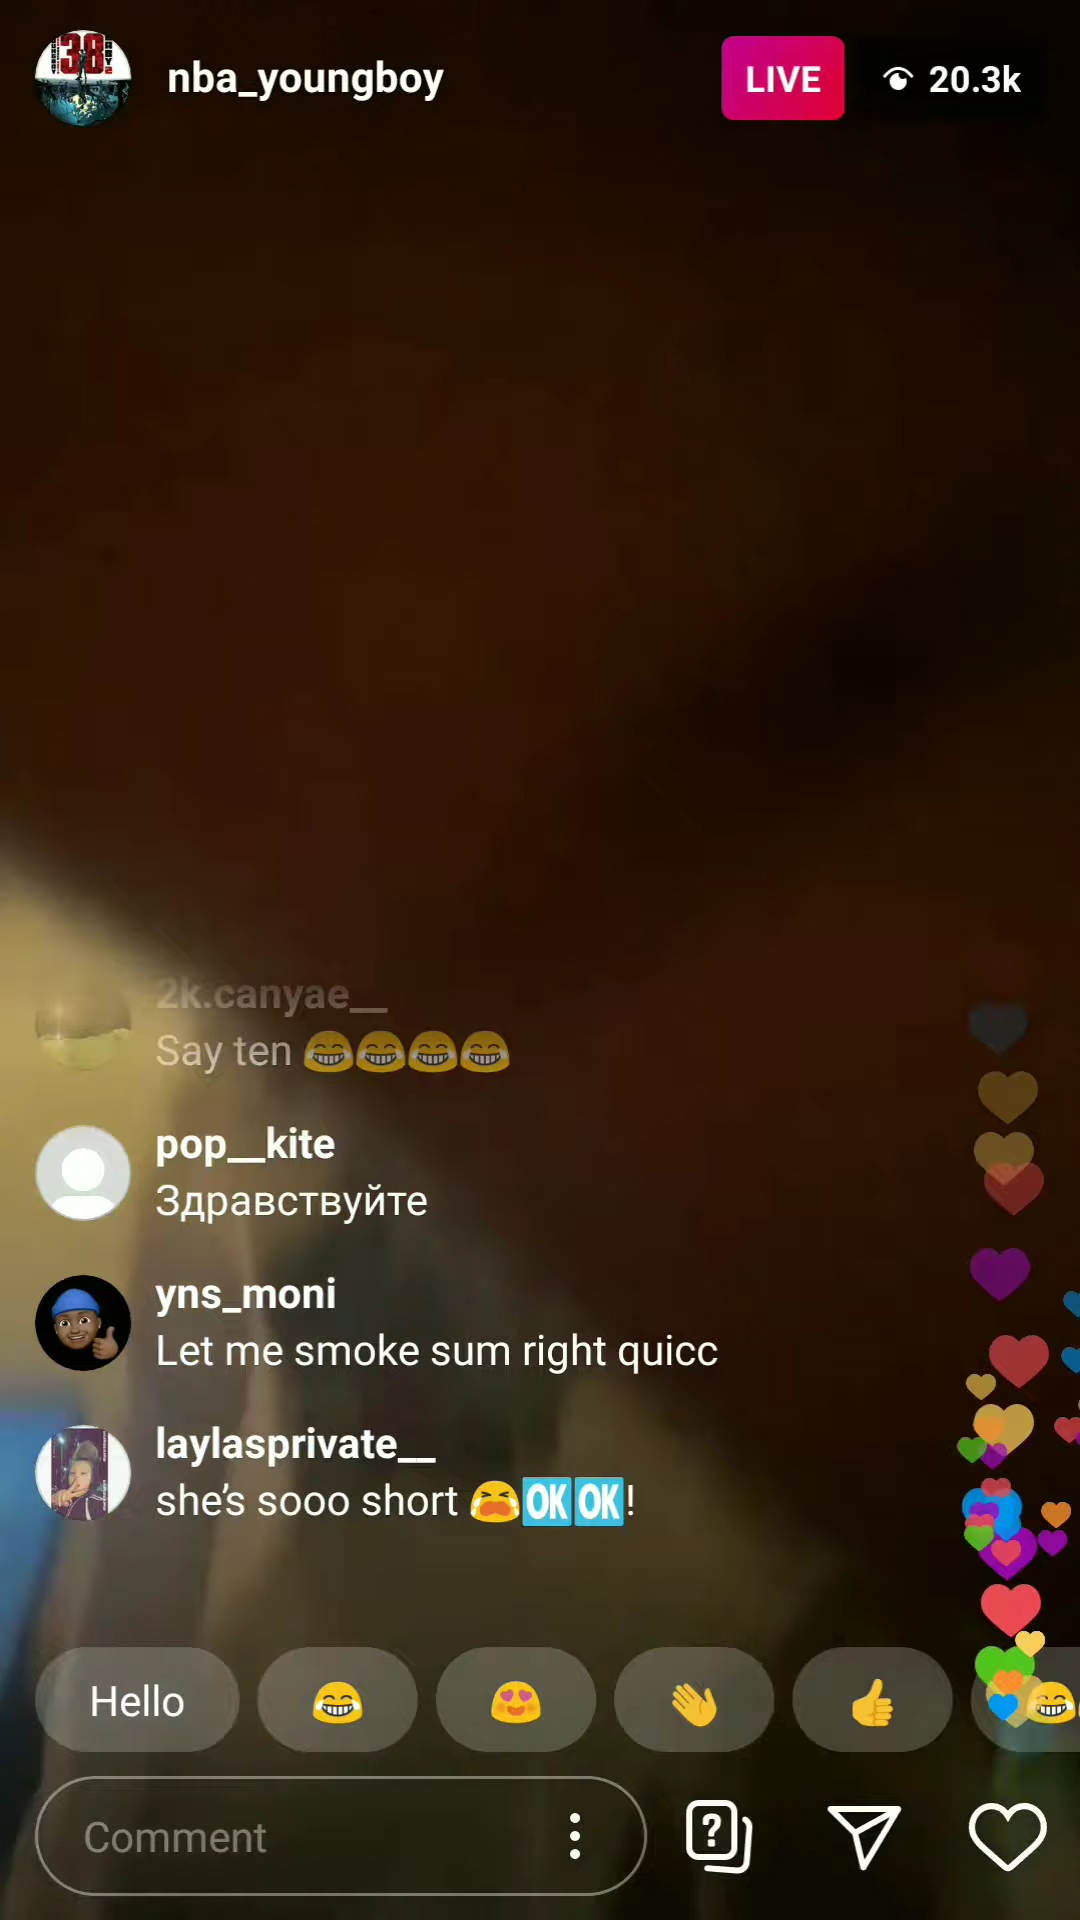 38
nba_youngboy
LIVE
20.3k
2k.canyae__
Say ten 😂😂😂😂
pop__kite
Здравствуйте
yns_moni
Let me smoke sum right quicc
laylasprivate__
she’s sooo short 😭🆗🆗!
Hello
Comment